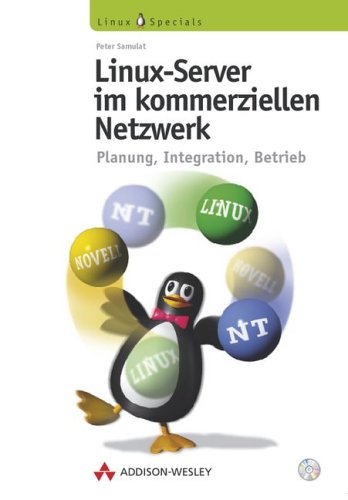 Linux Specials
Peter Samulat
Linux-Server
im kommerziellen
Netzwerk
Planung, Integration, Betrieb
NT
LINUX
NOVELL
NOVELL
NT
LINUX
ADDISON-WESLEY